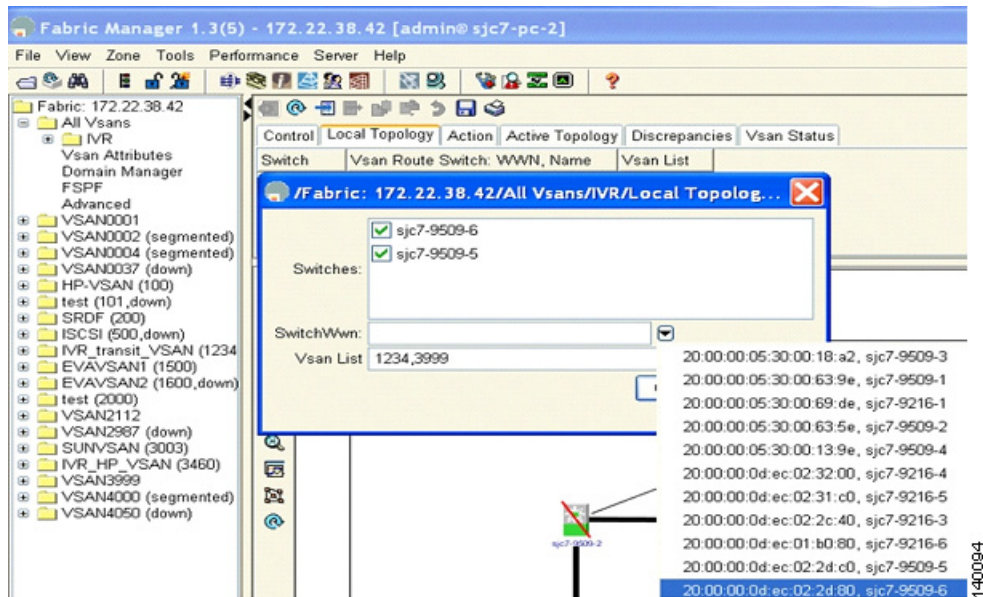 Fabric Manager 1.3(5) - 172.22.38.42 [admin@sjc7-pc-2]
File View Zone Tools Performance Server Help
Fabric: 172.22.38.42
All Vsans
IVR
Vsan Attributes
Domain Manager
FSPF
Advanced
VSAN0001
VSAN0002 (segmented)
VSAN0004 (segmented)
VSAN0037 (down)
HP-VSAN (100)
test (101,down)
SRDF (200)
ISCSI (500,down)
IVR_transit_VSAN (1234
EVAVSAN1 (1500)
EVAVSAN2 (1600,down)
test (2000)
VSAN2112
VSAN2987 (down)
SUNVSAN (3003)
IVR_HP_VSAN (3460)
VSAN3999
VSAN4000 (segmented)
VSAN4050 (down)
Control Local Topology Action Active Topology Discrepancies Vsan Status
Switch Vsan Route Switch: WWN, Name Vsan List
/Fabric: 172.22.38.42/All Vsans/IVR/Local Topolog...
Switches:
sjc7-9509-6
sjc7-9509-5
SwitchWwn:
Vsan List 1234,3999
20:00:00:05:30:00:18:a2, sjc7-9509-3
20:00:00:05:30:00:63:9e, sjc7-9509-1
20:00:00:05:30:00:69:de, sjc7-9216-1
20:00:00:05:30:00:63:5e, sjc7-9509-2
20:00:00:05:30:00:13:9e, sjc7-9509-4
20:00:00:0d:ec:02:32:00, sjc7-9216-4
20:00:00:0d:ec:02:31:c0, sjc7-9216-5
20:00:00:0d:ec:02:2c:40, sjc7-9216-3
20:00:00:0d:ec:01:b0:80, sjc7-9216-6
20:00:00:0d:ec:02:2d:c0, sjc7-9509-5
20:00:00:0d:ec:02:2d:80, sjc7-9509-6
sjc7-9509-2
140094